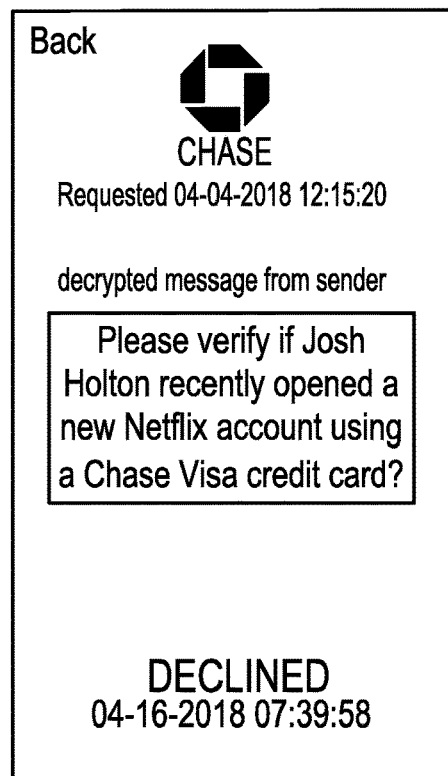 Back
CHASE
Requested 04-04-2018 12:15:20
decrypted message from sender
Please verify if Josh
Holton recently opened a
new Netflix account using
a Chase Visa credit card?
DECLINED
04-16-2018 07:39:58